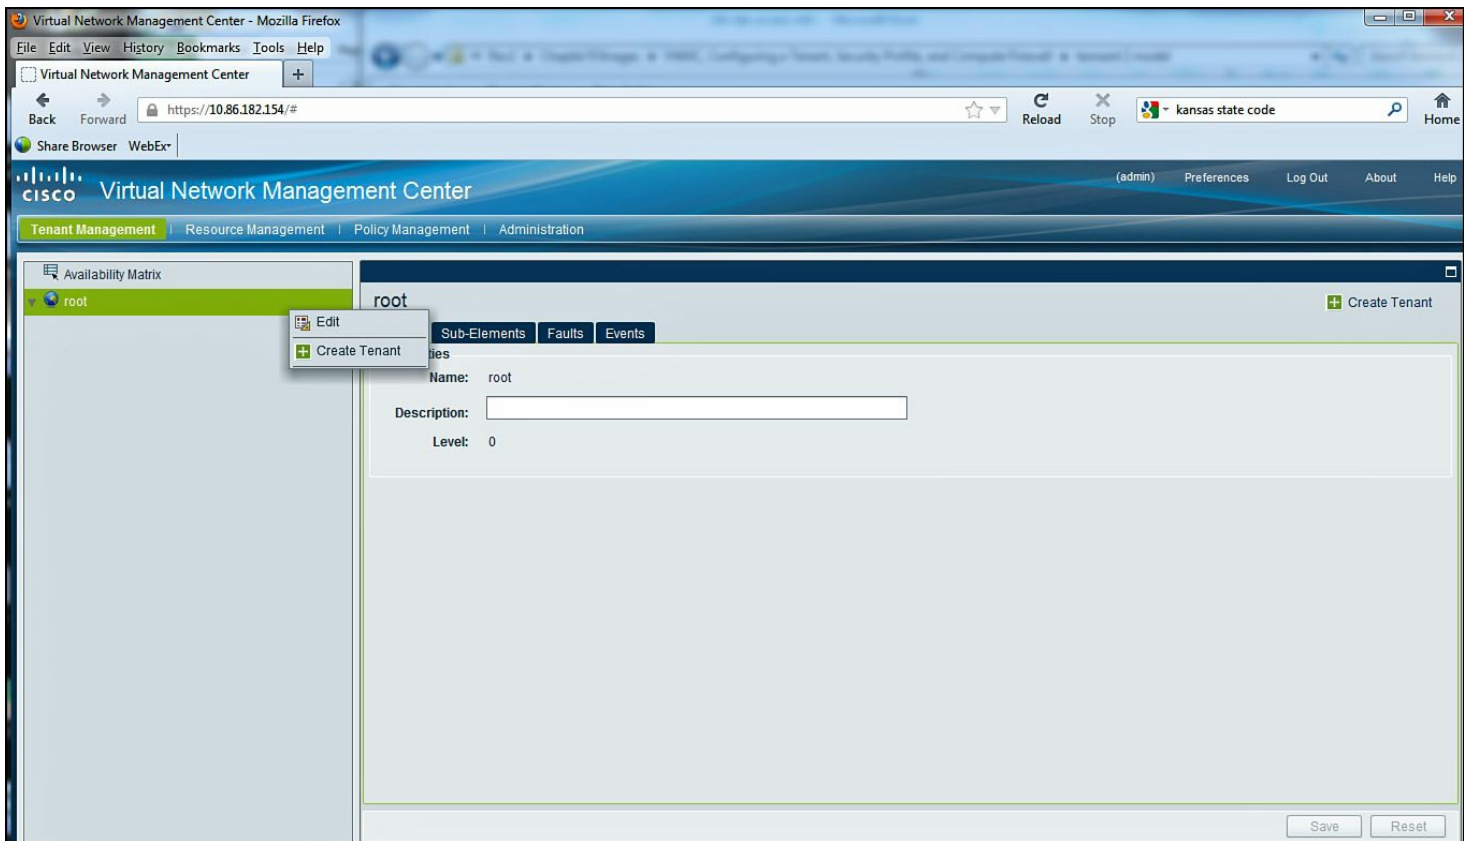 Virtual Network Management Center - Mozilla Firefox
File Edit View History Bookmarks Tools Help
Virtual Network Management Center +
Back Forward https://10.86.182.154/# Reload Stop kansas state code Home
Share Browser WebEx
CISCO Virtual Network Management Center (admin) Preferences Log Out About Help
Tenant Management | Resource Management | Policy Management | Administration
Availability Matrix
root
root Create Tenant
Edit
Create Tenant
Sub-Elements Faults Events
ties
Name: root
Description:
Level: 0
Save Reset